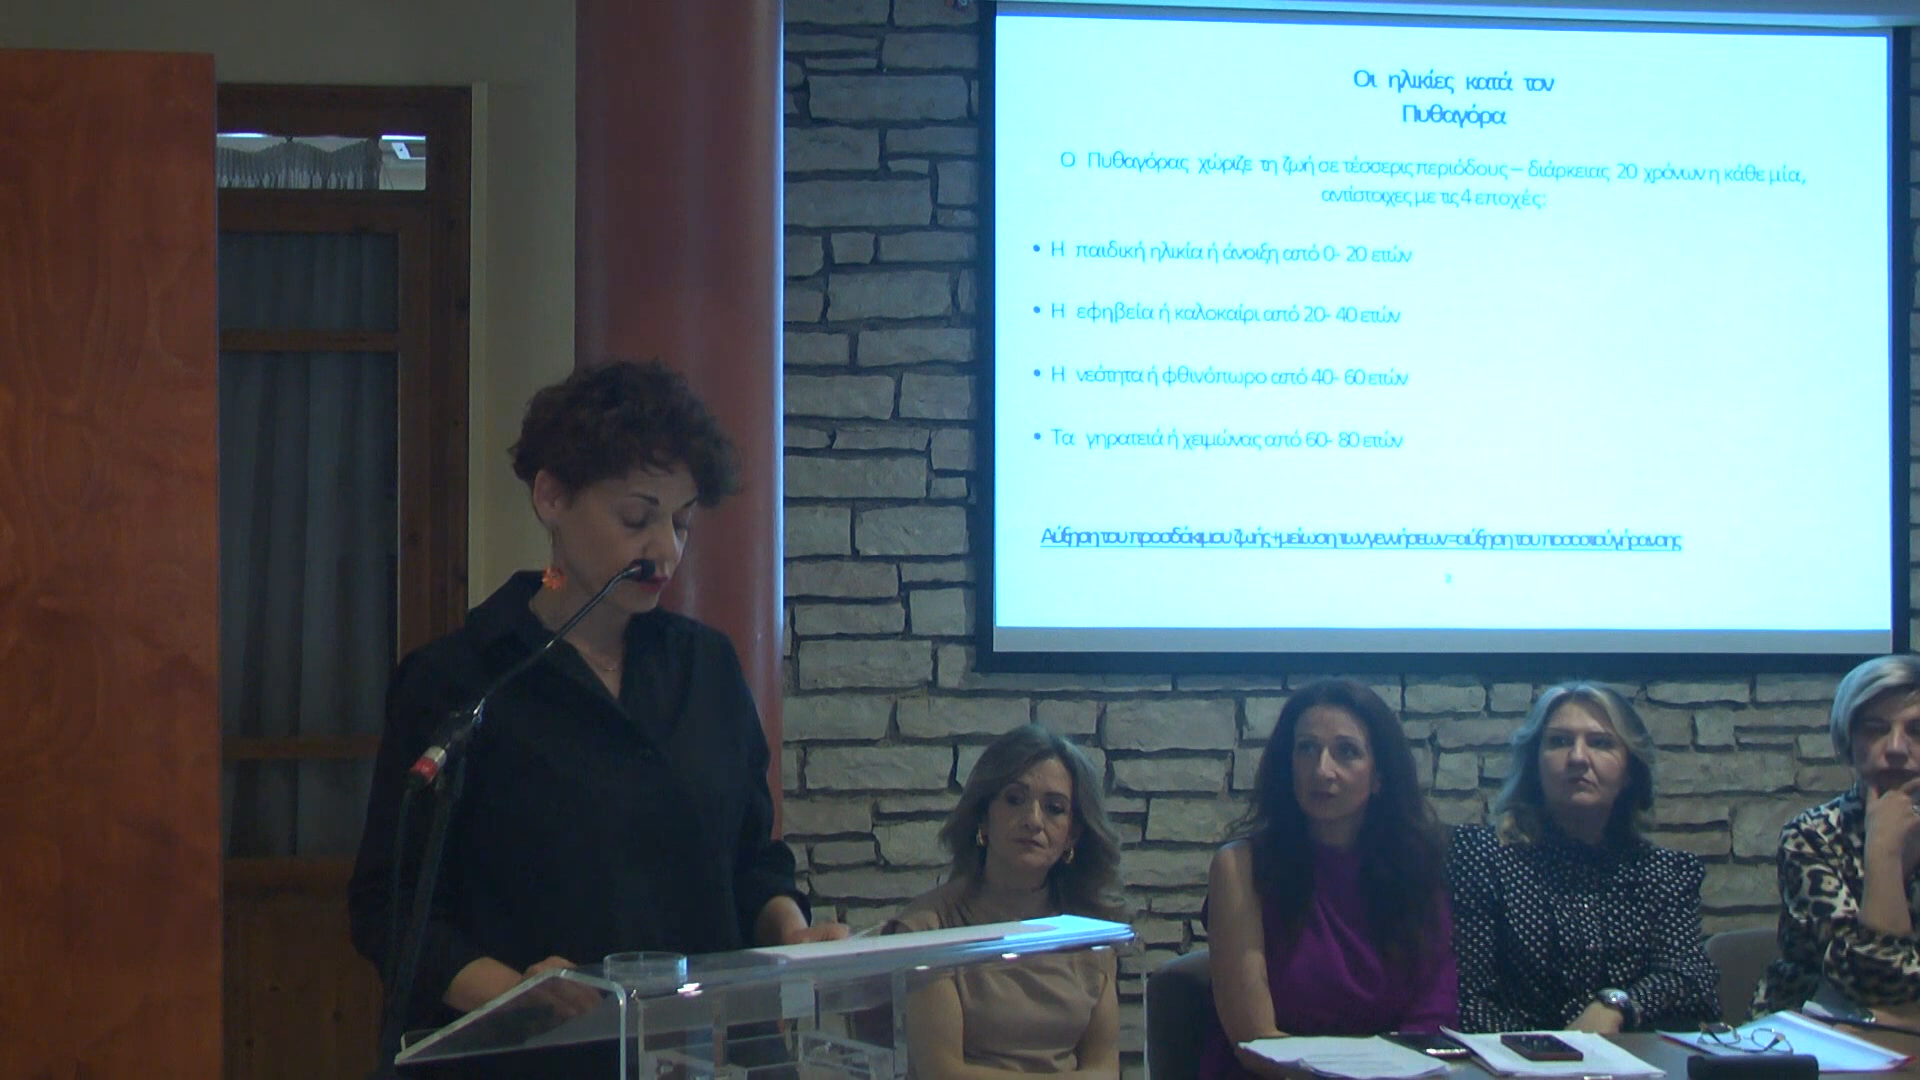 Οι ηλικίες κατά τον
Πυθαγόρα
Ο Πυθαγόρας χώριζε τη ζωή σε τέσσερις περιόδους – διάρκειας 20 χρόνων η κάθε μία,
αντίστοιχες με τις 4 εποχές:
• Η παιδική ηλικία ή άνοιξη από 0- 20 ετών
• Η εφηβεία ή καλοκαίρι από 20- 40 ετών
• Η νεότητα ή φθινόπωρο από 40- 60 ετών
• Τα γηρατειά ή χειμώνας από 60- 80 ετών
Αύξηση του προσδόκιμου ζωής +μείωση των γεννήσεων =αύξηση του ποσοστού γήρανσης